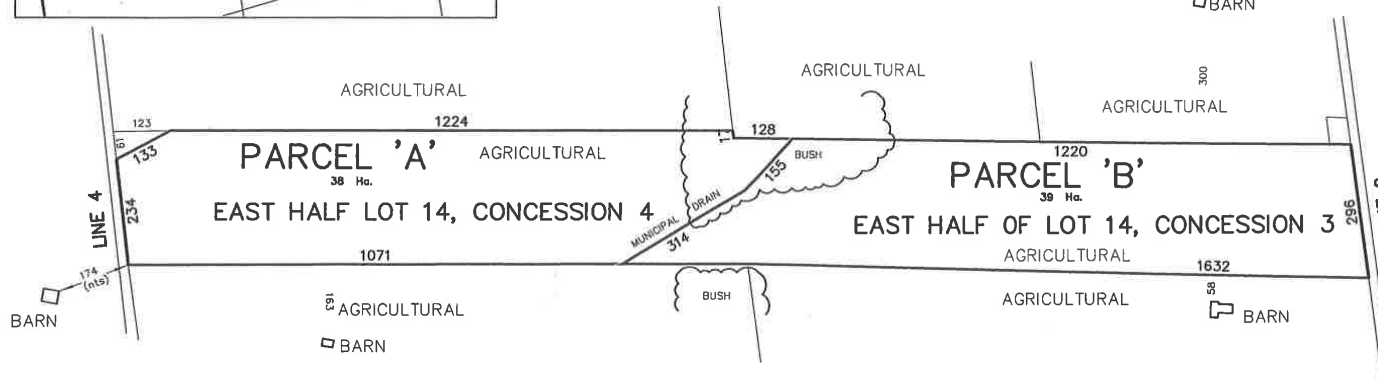 BARN
AGRICULTURAL
AGRICULTURAL
300
AGRICULTURAL
123
1224
128
61
133
PARCEL 'A'
AGRICULTURAL
38 Ha.
BUSH
155
1220
PARCEL 'B'
39 Ha.
LINE 4
234
EAST HALF LOT 14, CONCESSION 4
MUNICIPAL DRAIN
314
EAST HALF OF LOT 14, CONCESSION 3
296
AGRICULTURAL
1071
1632
174
(nts)
BARN
163
AGRICULTURAL
BARN
BUSH
AGRICULTURAL
58
BARN